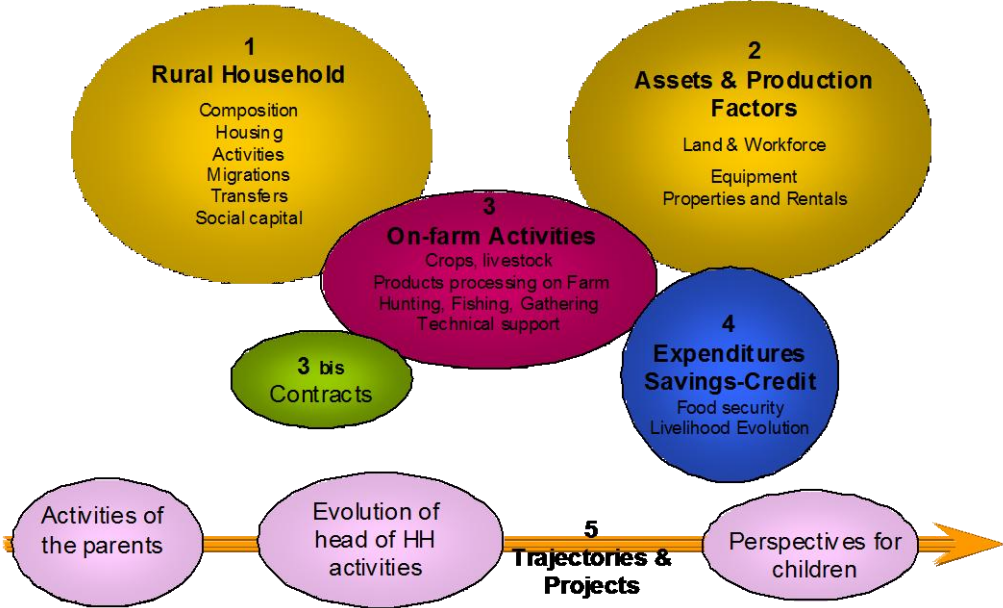 1
Rural Household
Composition
Housing
Activities
Migrations
Transfers
Social capital
2
Assets & Production
Factors
Land & Workforce
Equipment
Properties and Rentals
3
On-farm Activities
Crops, livestock
Products processing on Farm
Hunting, Fishing, Gathering
Technical support
3 bis
Contracts
4
Expenditures
Savings-Credit
Food security
Livelihood Evolution
Activities of
the parents
Evolution of
head of HH
activities
5
Trajectories &
Projects
Perspectives for
children